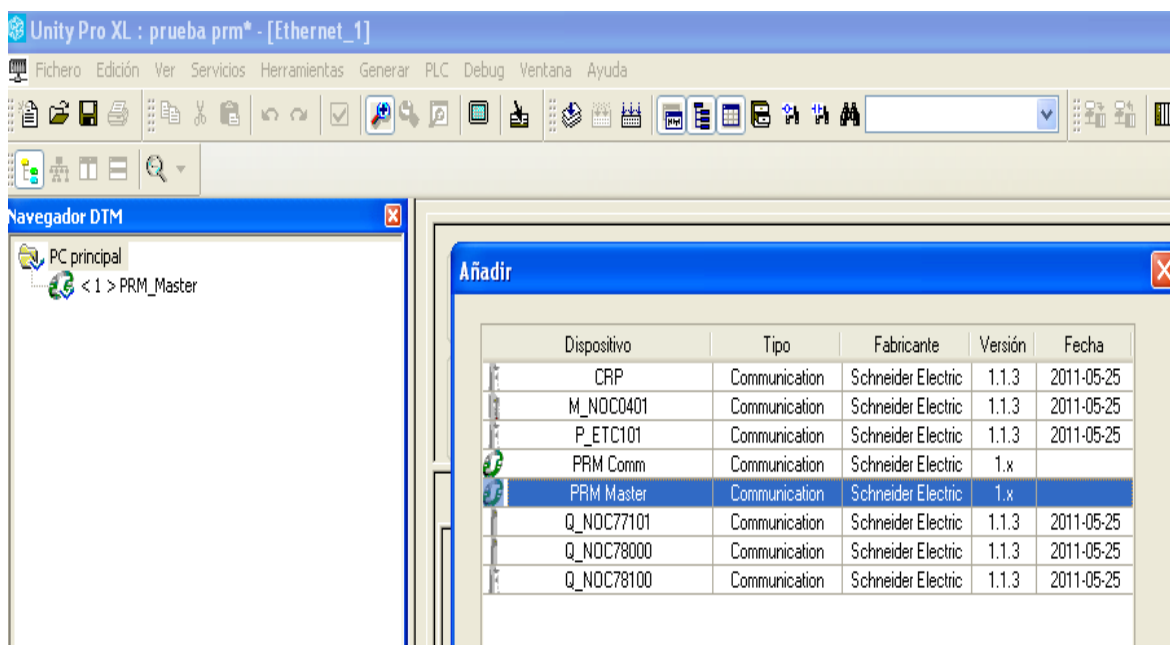 Unity Pro XL : prueba prm* - [Ethernet_1]
Fichero Edición Ver Servicios Herramientas Generar PLC Debug Ventana Ayuda
Navegador DTM
PC principal
< 1 > PRM_Master
Añadir
Dispositivo Tipo Fabricante Versión Fecha
CRP Communication Schneider Electric 1.1.3 2011-05-25
M_NOC0401 Communication Schneider Electric 1.1.3 2011-05-25
P_ETC101 Communication Schneider Electric 1.1.3 2011-05-25
PRM Comm Communication Schneider Electric 1.x
PRM Master Communication Schneider Electric 1.x
Q_NOC77101 Communication Schneider Electric 1.1.3 2011-05-25
Q_NOC78000 Communication Schneider Electric 1.1.3 2011-05-25
Q_NOC78100 Communication Schneider Electric 1.1.3 2011-05-25